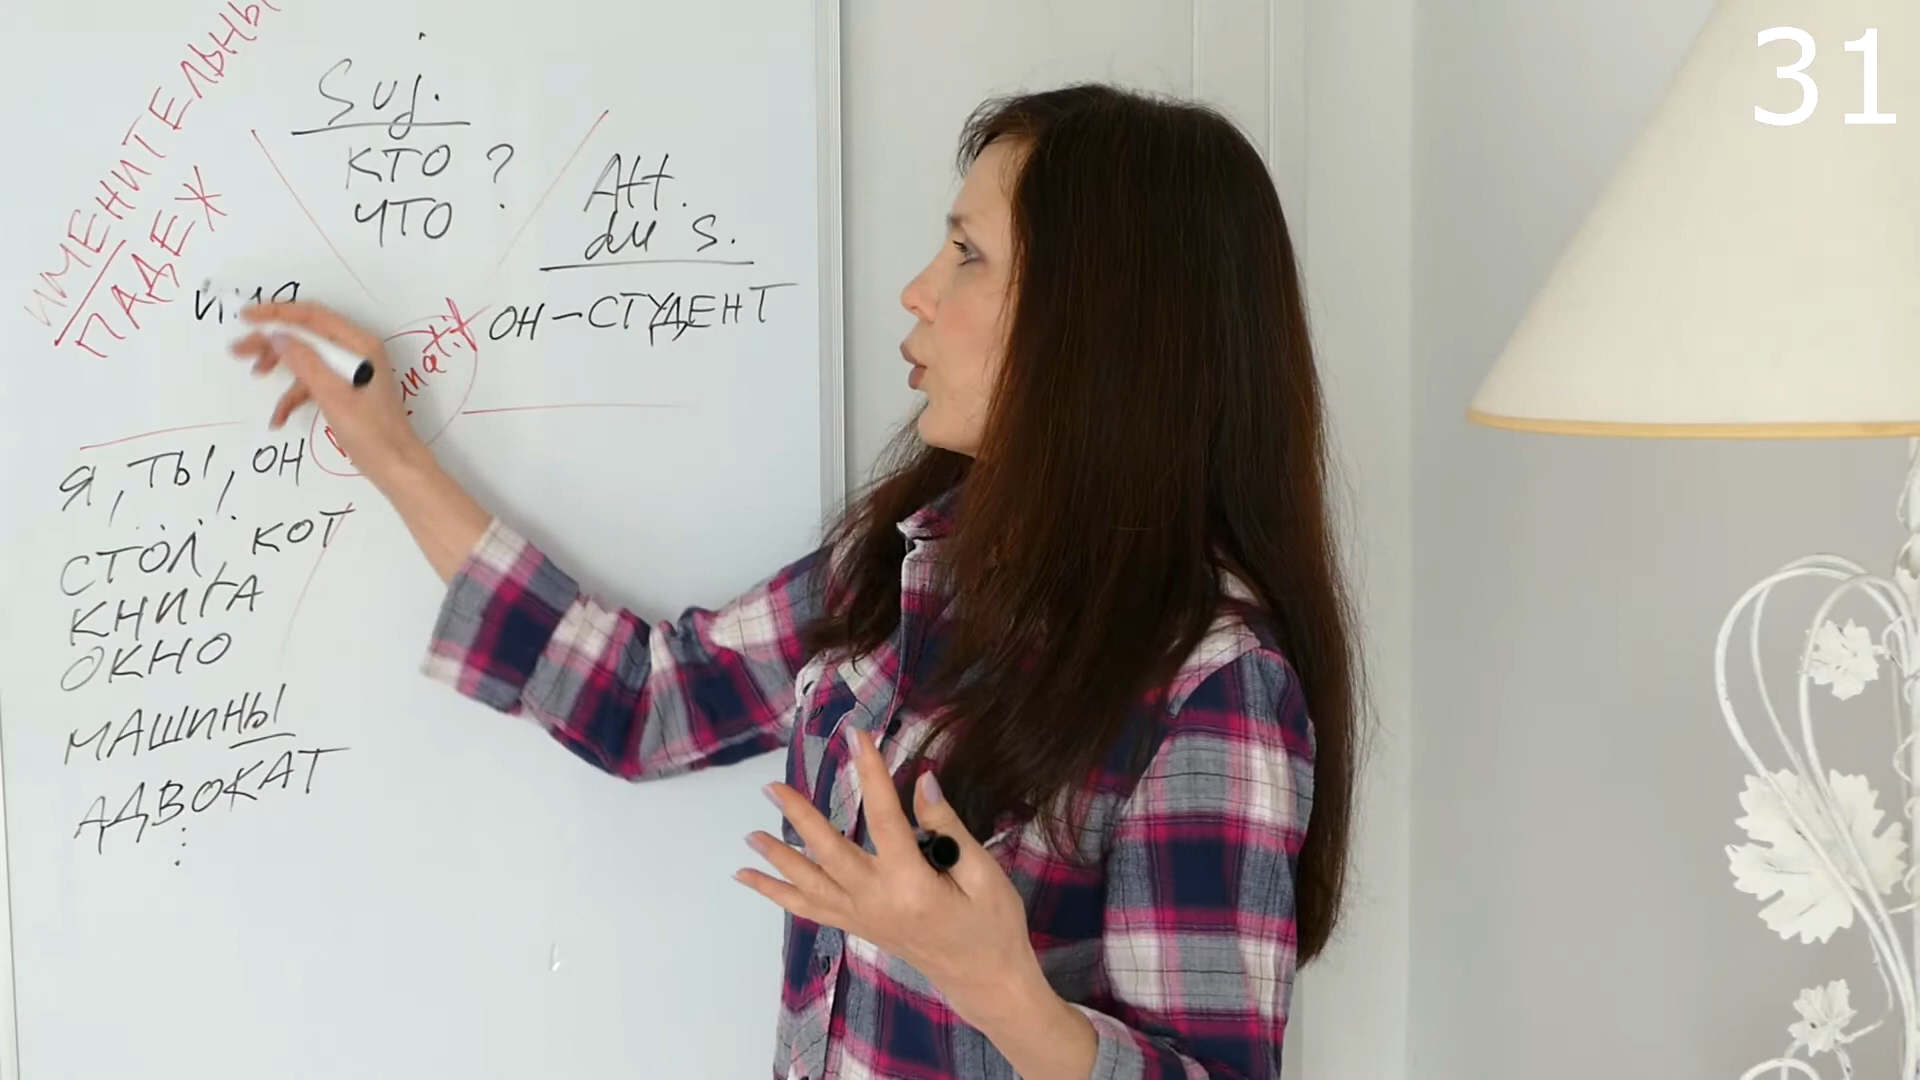 31
ИМЕНИТЕЛЬНЫ
ПАДЕЖ
Suj.
КТО ?
ЧТО
Att.
du s.
ОН – СТУДЕНТ
Я, ТЫ, ОН
СТОЛ, КОТ
КНИГА
ОКНО
МАШИНЫ
АДВОКАТ